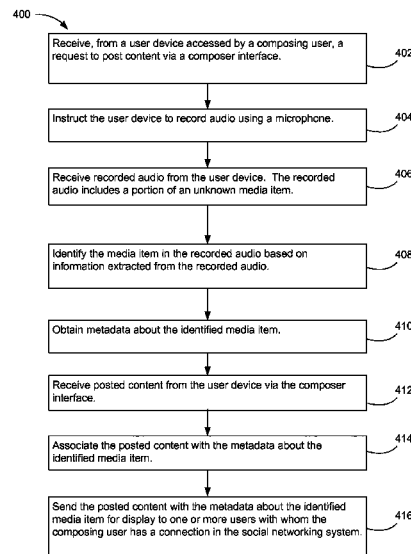 400
Receive, from a user device accessed by a composing user, a
request to post content via a composer interface.
402
Instruct the user device to record audio using a microphone.
404
Receive recorded audio from the user device. The recorded
audio includes a portion of an unknown media item.
406
Identify the media item in the recorded audio based on
information extracted from the recorded audio.
408
Obtain metadata about the identified media item.
410
Receive posted content from the user device via the composer
interface.
412
Associate the posted content with the metadata about the
identified media item.
414
Send the posted content with the metadata about the identified
media item for display to one or more users with whom the
composing user has a connection in the social networking system.
416